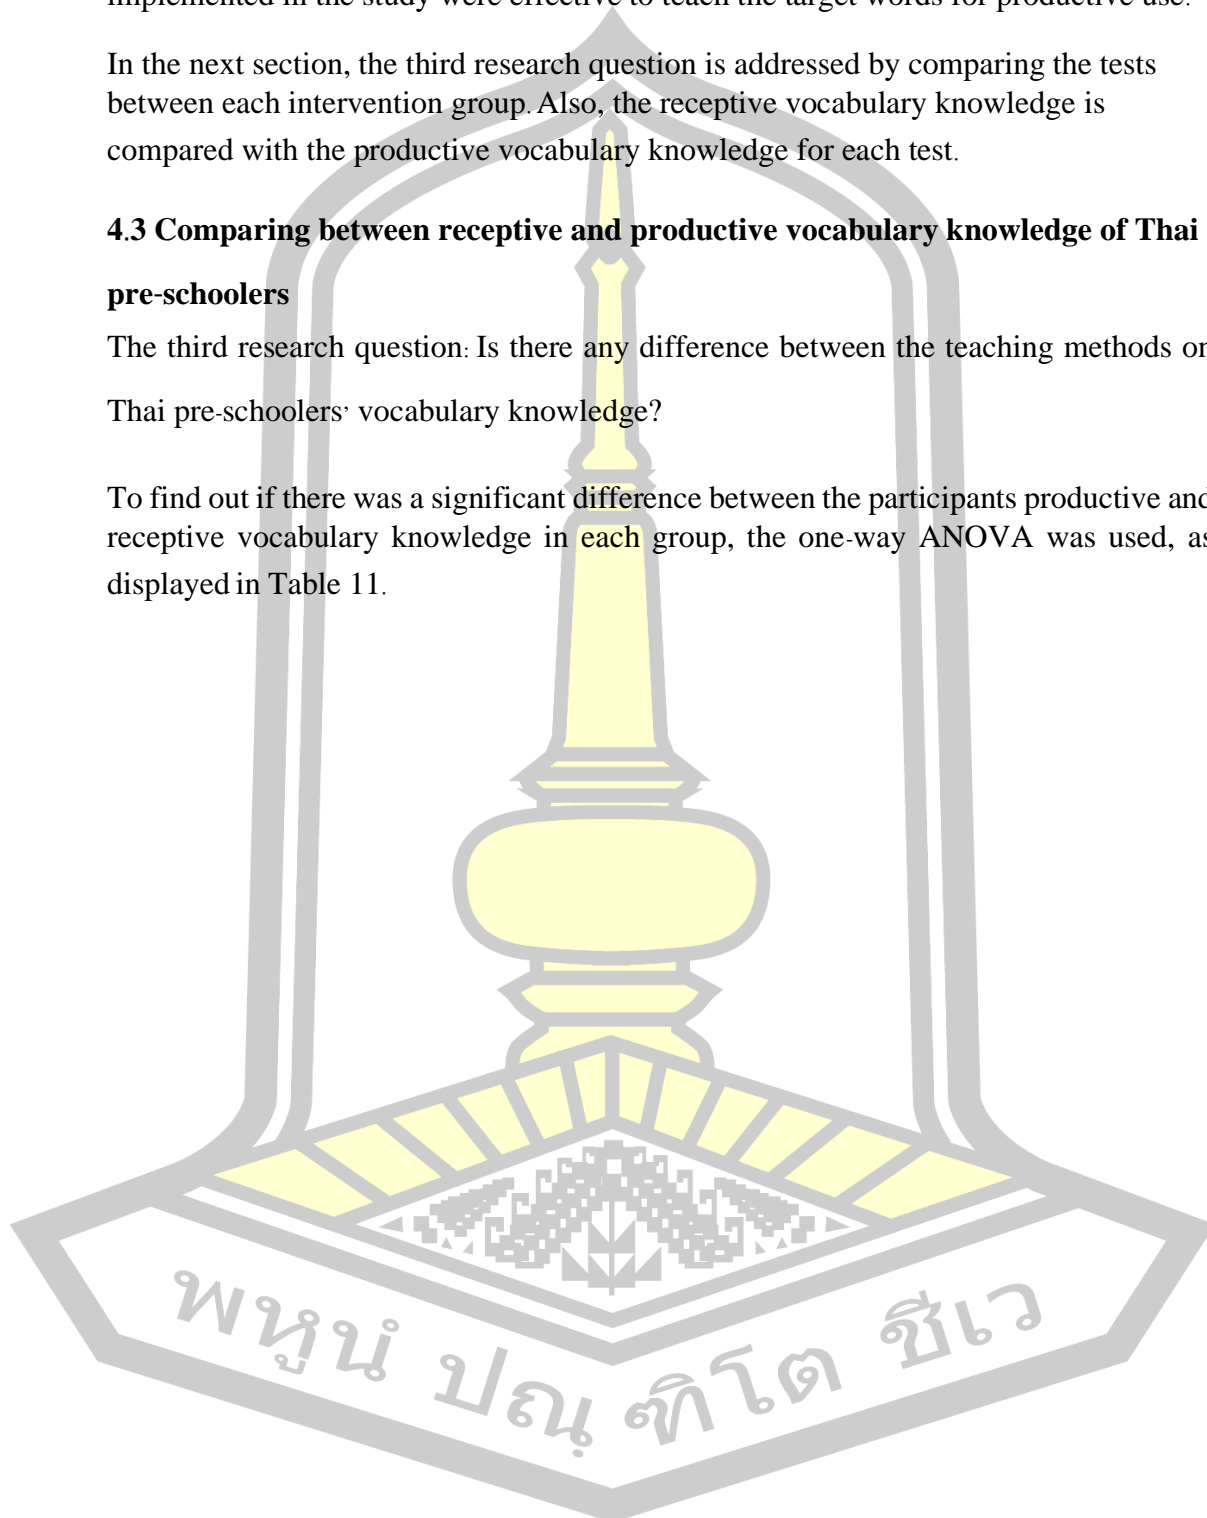 implemented in the study were effective to teach the target words for productive use.
In the next section, the third research question is addressed by comparing the tests
between each intervention group. Also, the receptive vocabulary knowledge is
compared with the productive vocabulary knowledge for each test.
4.3 Comparing between receptive and productive vocabulary knowledge of Thai
pre-schoolers
The third research question: Is there any difference between the teaching methods on
Thai pre-schoolers’ vocabulary knowledge?
To find out if there was a significant difference between the participants productive and
receptive vocabulary knowledge in each group, the one-way ANOVA was used, as
displayed in Table 11.
พหูนํ ปณฺฑิโต ชีเว